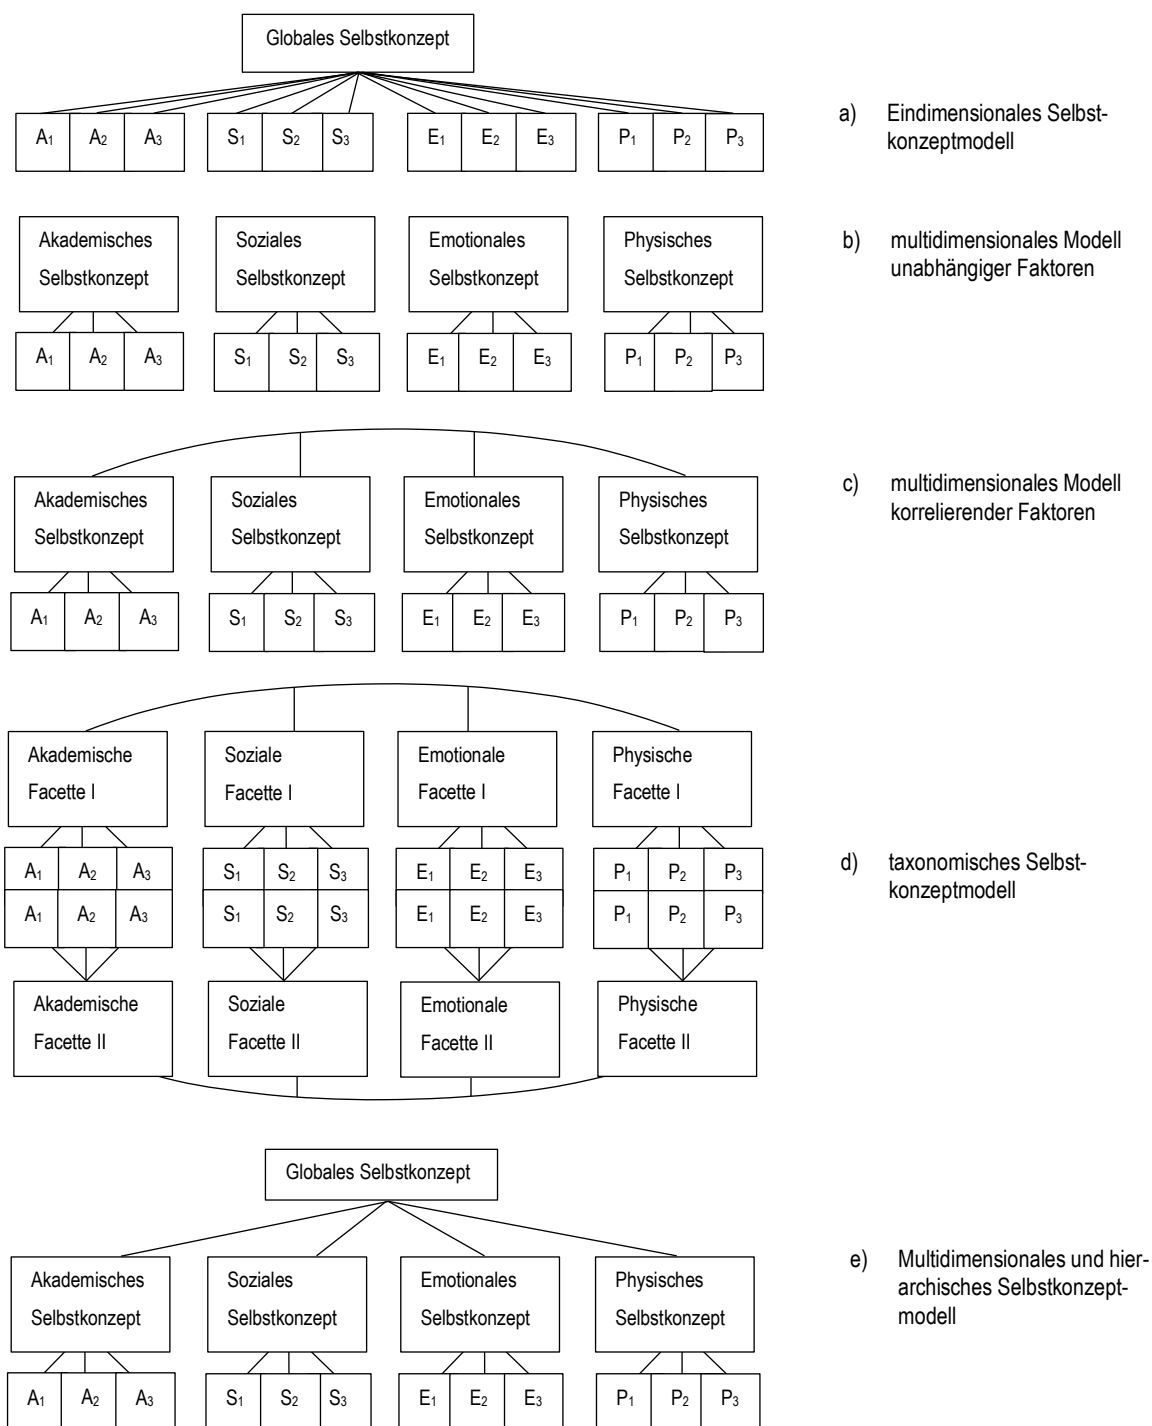 Globales Selbstkonzept
A₁ A₂ A₃ S₁ S₂ S₃ E₁ E₂ E₃ P₁ P₂ P₃
a) Eindimensionales Selbst-
konzeptmodell
Akademisches Soziales Emotionales Physisches
Selbstkonzept Selbstkonzept Selbstkonzept Selbstkonzept
A₁ A₂ A₃ S₁ S₂ S₃ E₁ E₂ E₃ P₁ P₂ P₃
b) multidimensionales Modell
unabhängiger Faktoren
Akademisches Soziales Emotionales Physisches
Selbstkonzept Selbstkonzept Selbstkonzept Selbstkonzept
A₁ A₂ A₃ S₁ S₂ S₃ E₁ E₂ E₃ P₁ P₂ P₃
c) multidimensionales Modell
korrelierender Faktoren
Akademische Soziale Emotionale Physische
Facette I Facette I Facette I Facette I
A₁ A₂ A₃ S₁ S₂ S₃ E₁ E₂ E₃ P₁ P₂ P₃
A₁ A₂ A₃ S₁ S₂ S₃ E₁ E₂ E₃ P₁ P₂ P₃
Akademische Soziale Emotionale Physische
Facette II Facette II Facette II Facette II
d) taxonomisches Selbst-
konzeptmodell
Globales Selbstkonzept
Akademisches Soziales Emotionales Physisches
Selbstkonzept Selbstkonzept Selbstkonzept Selbstkonzept
A₁ A₂ A₃ S₁ S₂ S₃ E₁ E₂ E₃ P₁ P₂ P₃
e) Multidimensionales und hier-
archisches Selbstkonzept-
modell